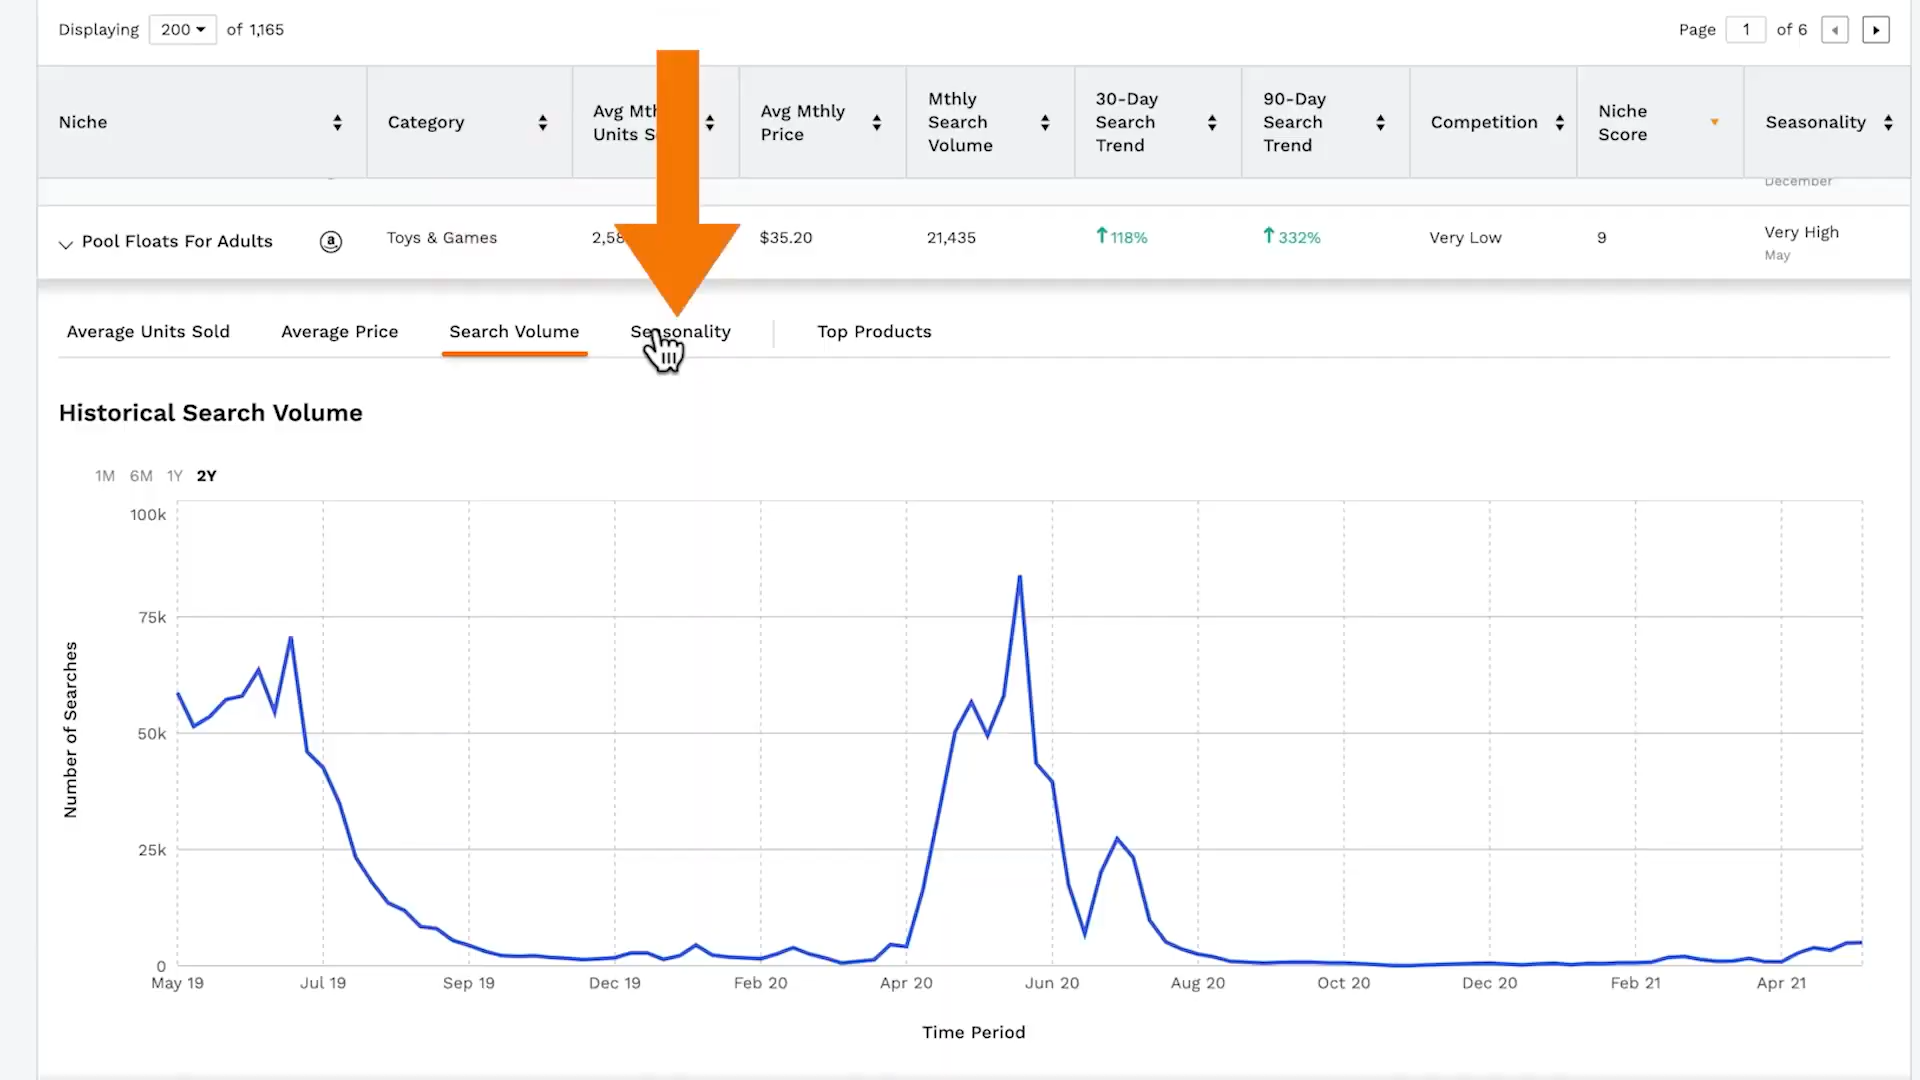 Displaying 200 of 1,165
Page 1 of 6
Niche
Category
Avg Mthly
Units S
Avg Mthly
Price
Mthly
Search
Volume
30-Day
Search
Trend
90-Day
Search
Trend
Competition
Niche
Score
Seasonality
December
Pool Floats For Adults
a
Toys & Games
2,58
$35.20
21,435
118%
332%
Very Low
9
Very High
May
Average Units Sold
Average Price
Search Volume
Seasonality
Top Products
Historical Search Volume
1M 6M 1Y 2Y
100k
75k
50k
25k
0
Number of Searches
May 19
Jul 19
Sep 19
Dec 19
Feb 20
Apr 20
Jun 20
Aug 20
Oct 20
Dec 20
Feb 21
Apr 21
Time Period